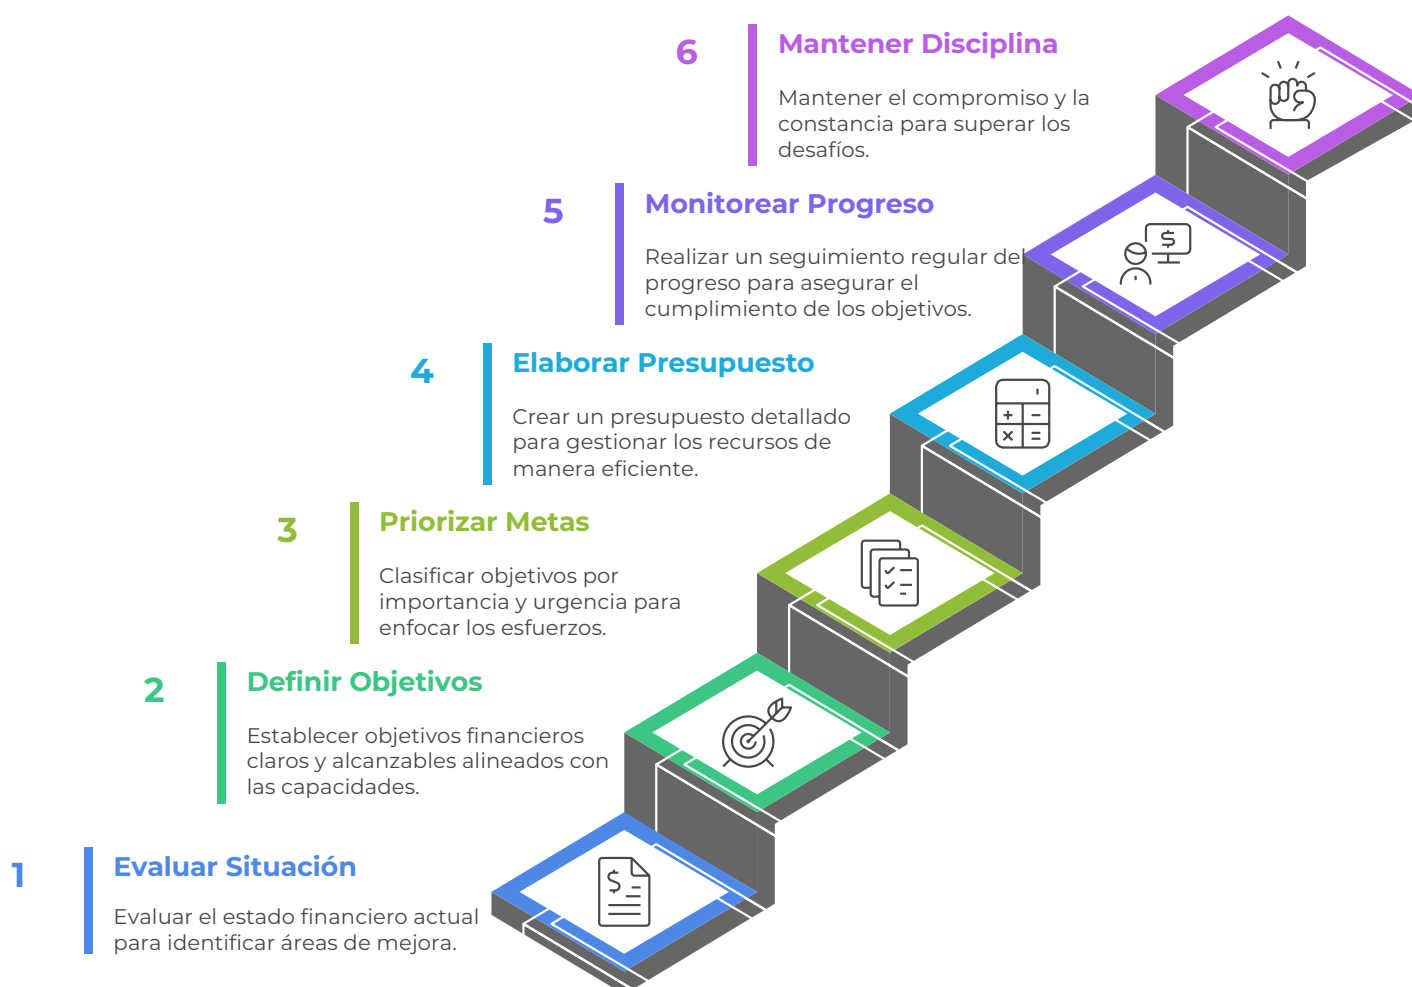 6
Mantener Disciplina
Mantener el compromiso y la
constancia para superar los
desafíos.
5
Monitorear Progreso
Realizar un seguimiento regular del
progreso para asegurar el
cumplimiento de los objetivos.
4
Elaborar Presupuesto
Crear un presupuesto detallado
para gestionar los recursos de
manera eficiente.
3
Priorizar Metas
Clasificar objetivos por
importancia y urgencia para
enfocar los esfuerzos.
2
Definir Objetivos
Establecer objetivos financieros
claros y alcanzables alineados con
las capacidades.
1
Evaluar Situación
Evaluar el estado financiero actual
para identificar áreas de mejora.